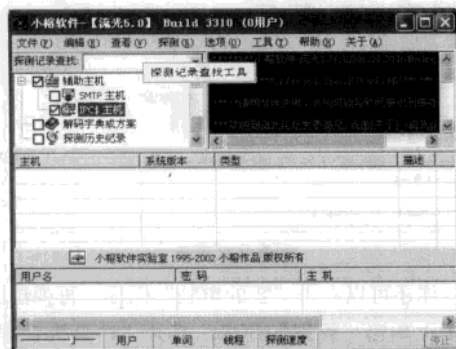 小榕软件-【流光5.0】 Build 3310 (0用户)
文件(F) 编辑(E) 查看(V) 探测(R) 选项(O) 工具(T) 帮助(H) 关于(A)
探测记录查找:
探测记录查找工具
辅助主机
SMTP 主机
IPC$ 主机
解码字典或方案
探测历史纪录
主机 系统版本 类型 描述
小榕软件实验室 1995-2002 小榕作品 版权所有
用户名 密码 主机
用户 单词 线程 探测速度 停止